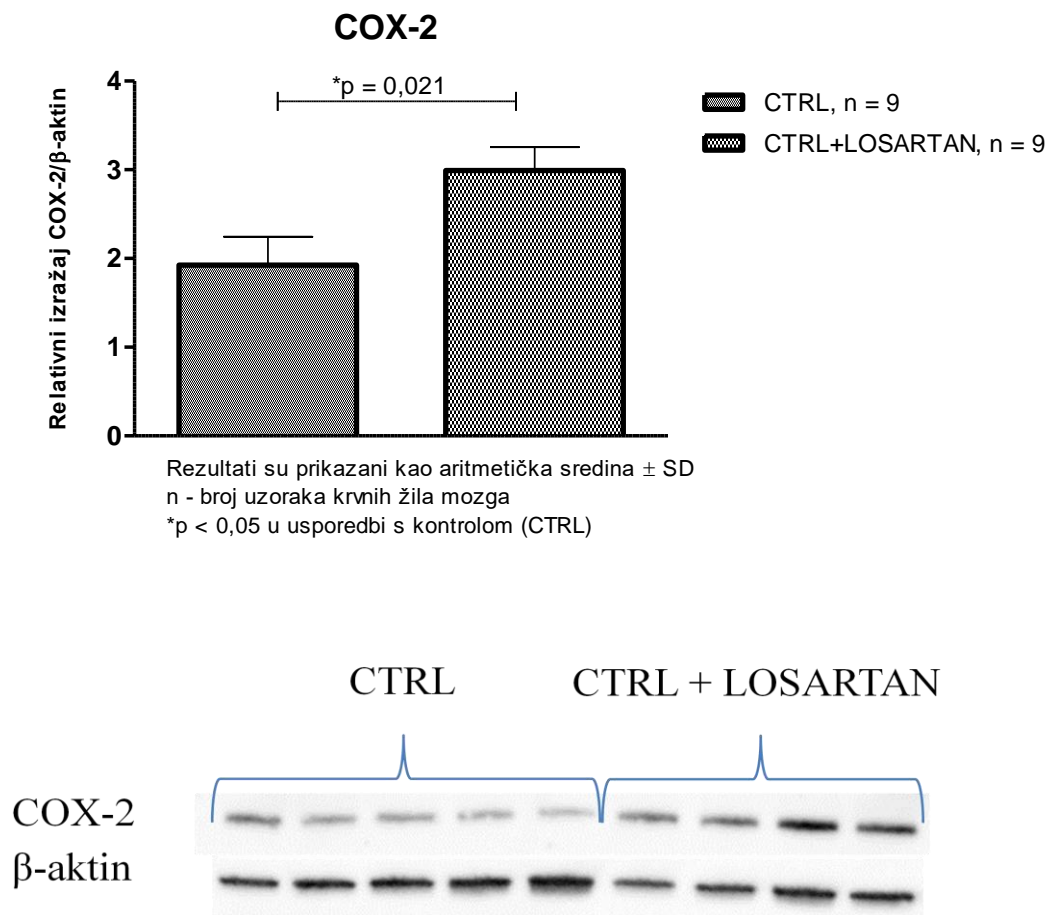 COX-2
*p = 0,021
4
3
2
1
0
Relativni izražaj COX-2/β-aktin
CTRL, n = 9
CTRL+LOSARTAN, n = 9
Rezultati su prikazani kao aritmetička sredina ± SD
n - broj uzoraka krvnih žila mozga
*p < 0,05 u usporedbi s kontrolom (CTRL)
CTRL
CTRL + LOSARTAN
COX-2
β-aktin